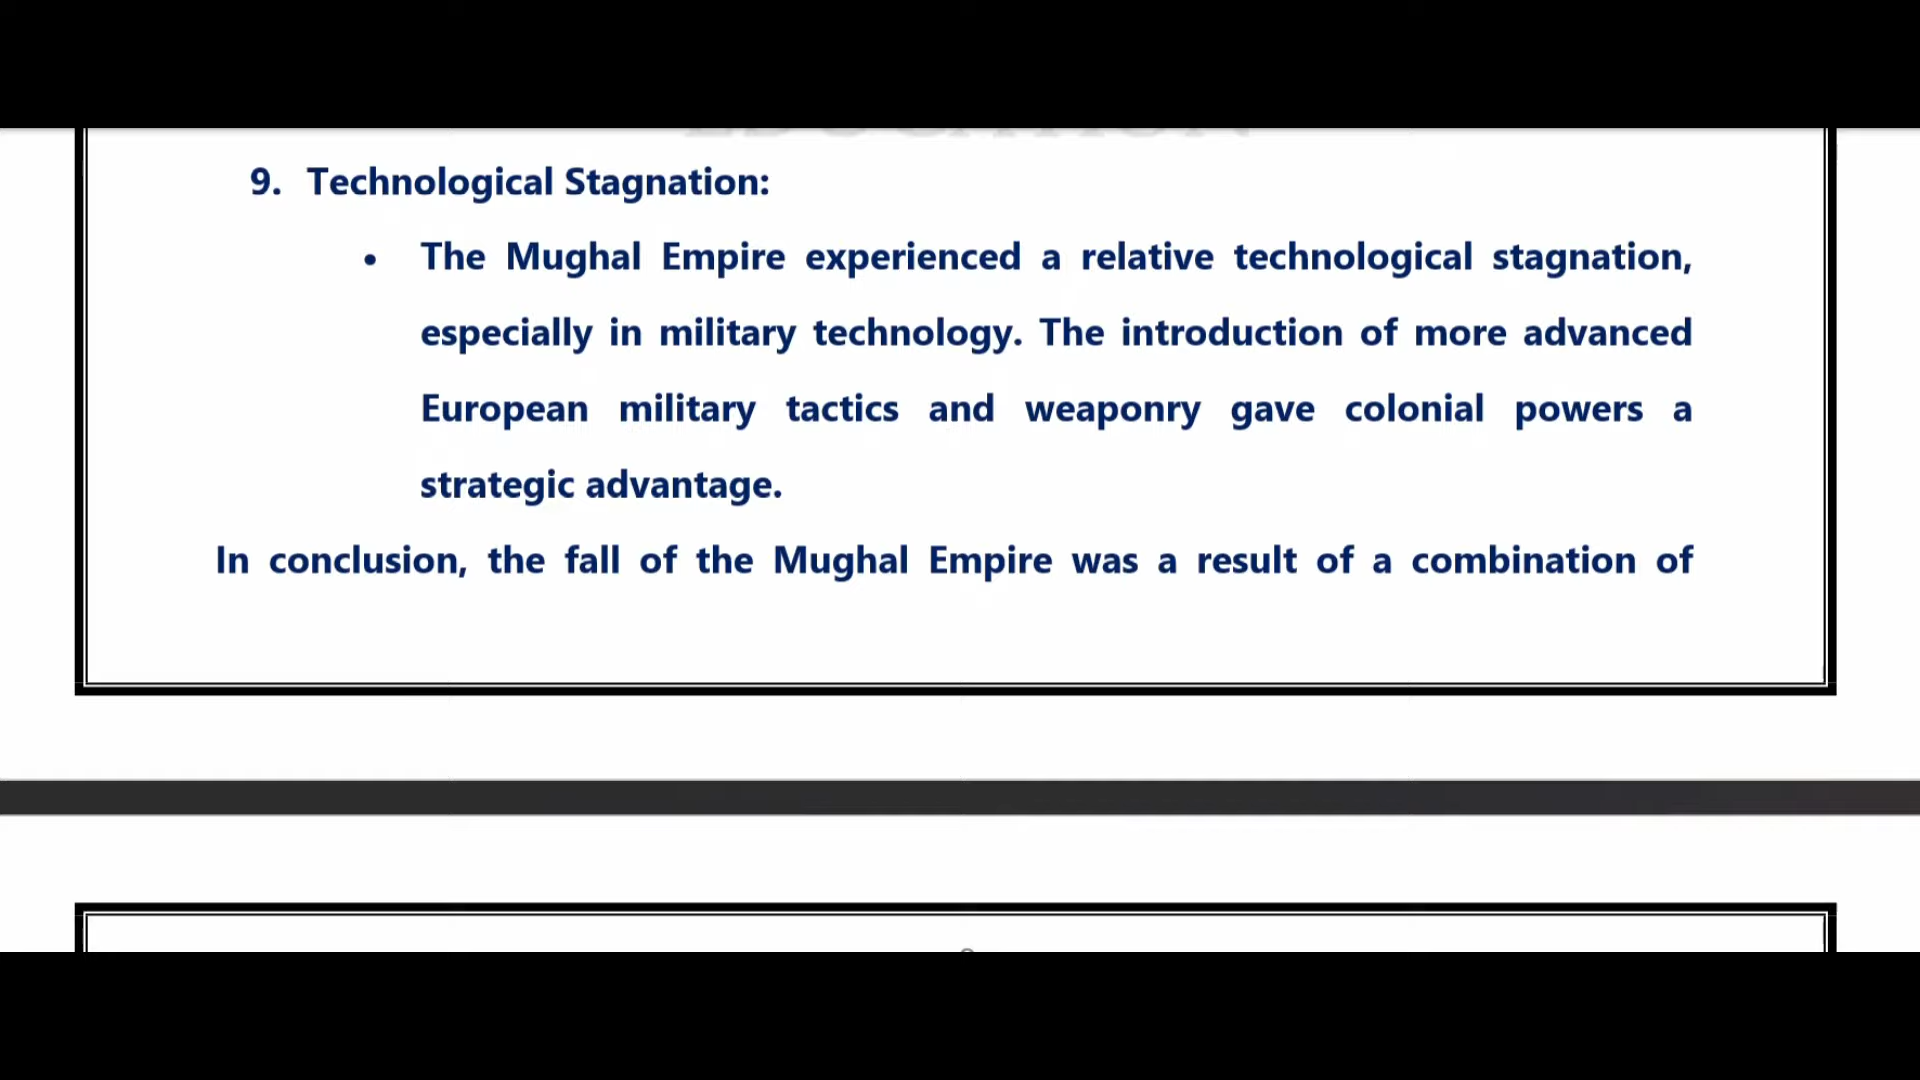 9. Technological Stagnation:
• The Mughal Empire experienced a relative technological stagnation,
especially in military technology. The introduction of more advanced
European military tactics and weaponry gave colonial powers a
strategic advantage.
In conclusion, the fall of the Mughal Empire was a result of a combination of